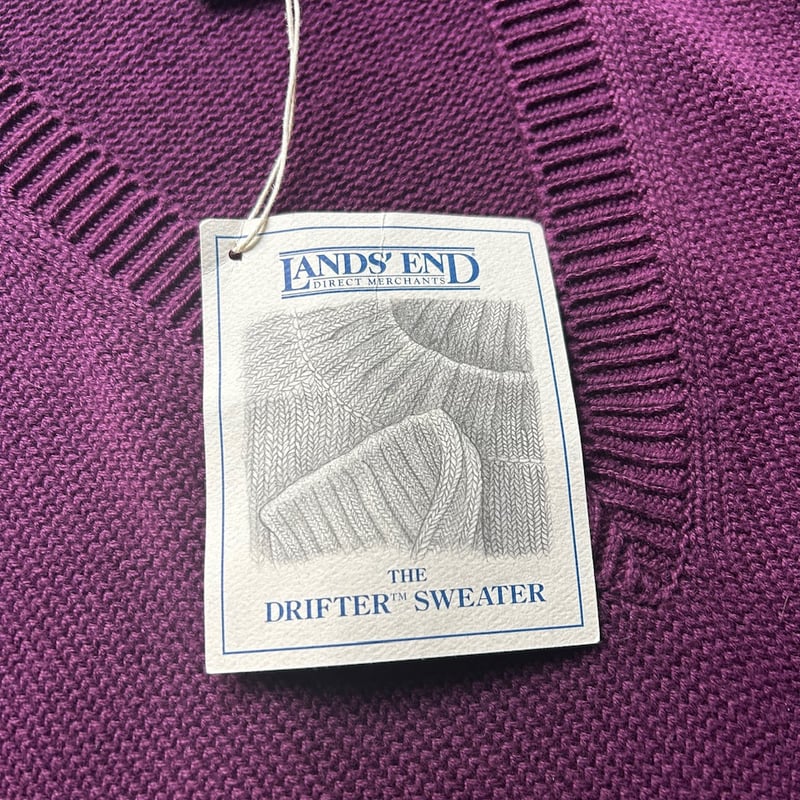 LANDS' END
DIRECT MERCHANTS
THE
DRIFTER™ SWEATER